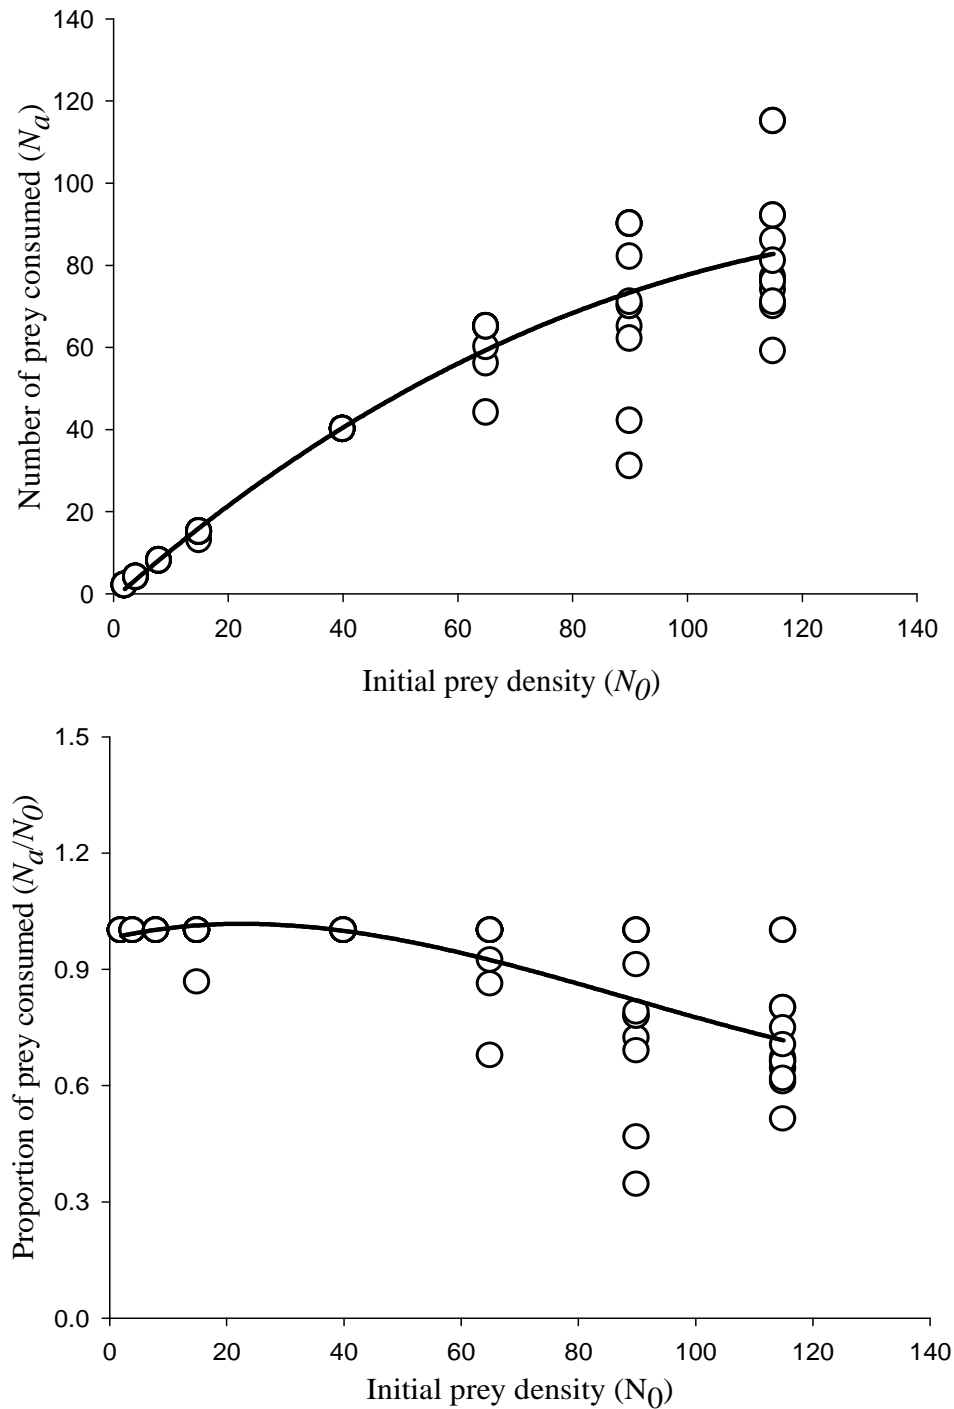 140
120
100
80
60
40
20
0
Number of prey consumed (Na)
0 20 40 60 80 100 120 140
Initial prey density (N0)
1.5
1.2
0.9
0.6
0.3
0.0
Proportion of prey consumed (Na/N0)
0 20 40 60 80 100 120 140
Initial prey density (N0)